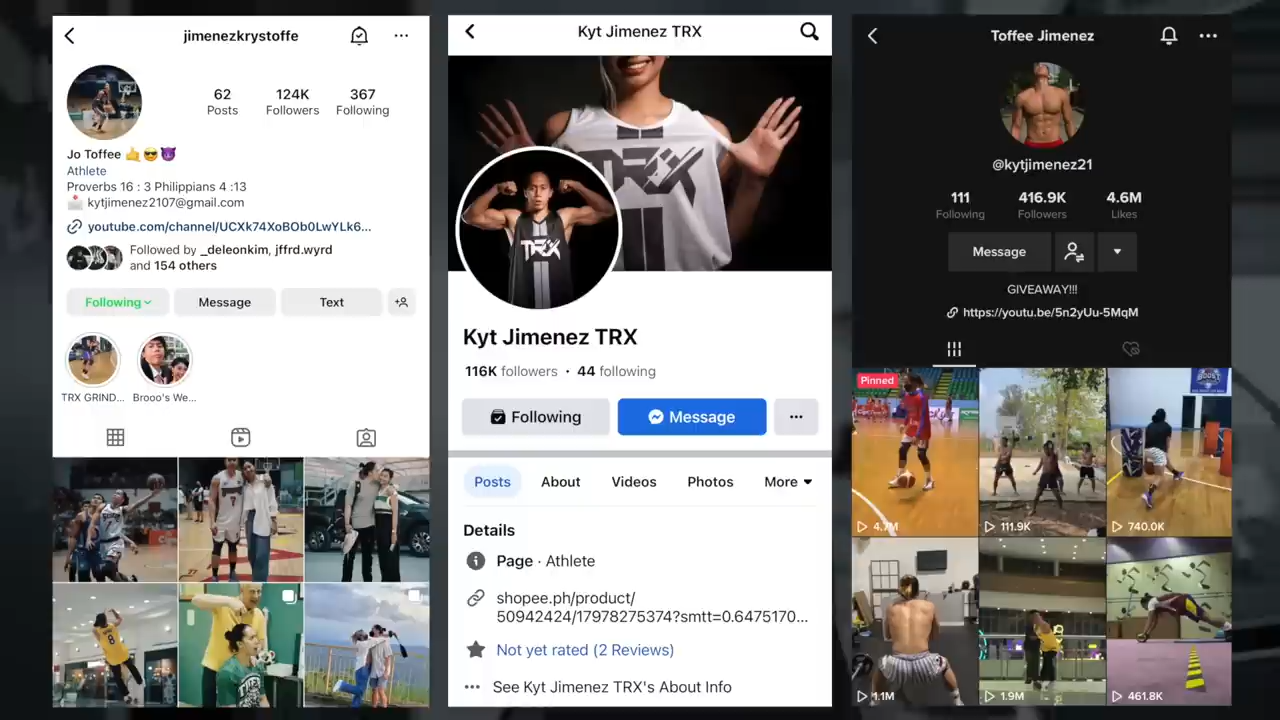 jimenezkrystoffe
62
124K
367
Posts
Followers
Following
Jo Toffee 🤙😎😈
Athlete
Proverbs 16 : 3 Philippians 4 :13
📩 kytjimenez2107@gmail.com
youtube.com/channel/UCXk74XoBOb0LwYLk6...
Followed by _deleonkim, jffrd.wyrd
and 154 others
Following
Message
Text
TRX GRIND...
Brooo's We...
8
Kyt Jimenez TRX
TRX
TRX
Kyt Jimenez TRX
116K followers • 44 following
Following
Message
Posts
About
Videos
Photos
More
Details
Page · Athlete
shopee.ph/product/
50942424/17978275374?smtt=0.6475170...
Not yet rated (2 Reviews)
See Kyt Jimenez TRX's About Info
Toffee Jimenez
@kytjimenez21
111
416.9K
4.6M
Following
Followers
Likes
Message
GIVEAWAY!!!
https://youtu.be/5n2yUu-5MqM
Pinned
4.7M
111.9K
740.0K
1.1M
1.9M
461.8K